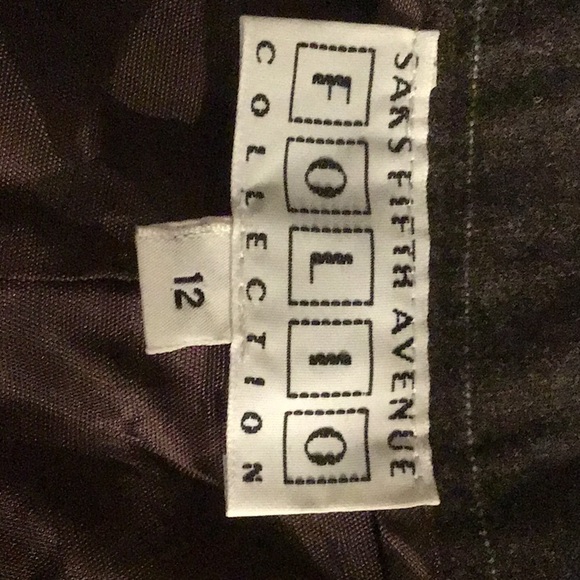 SAKS FIFTH AVENUE
FOLIO
COLLECTION
12